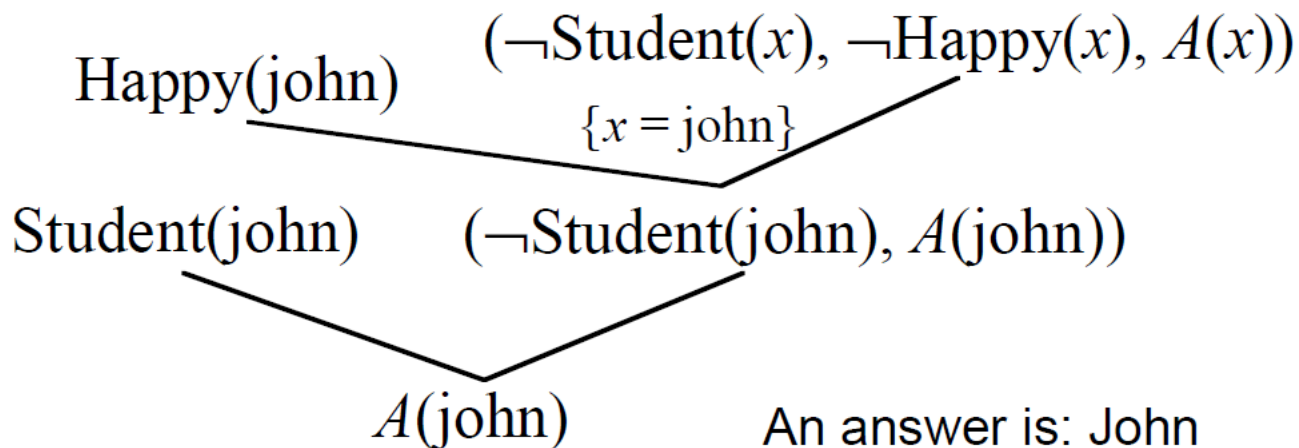 (¬Student(x), ¬Happy(x), A(x))
Happy(john)
{x = john}
Student(john) (¬Student(john), A(john))
A(john) An answer is: John